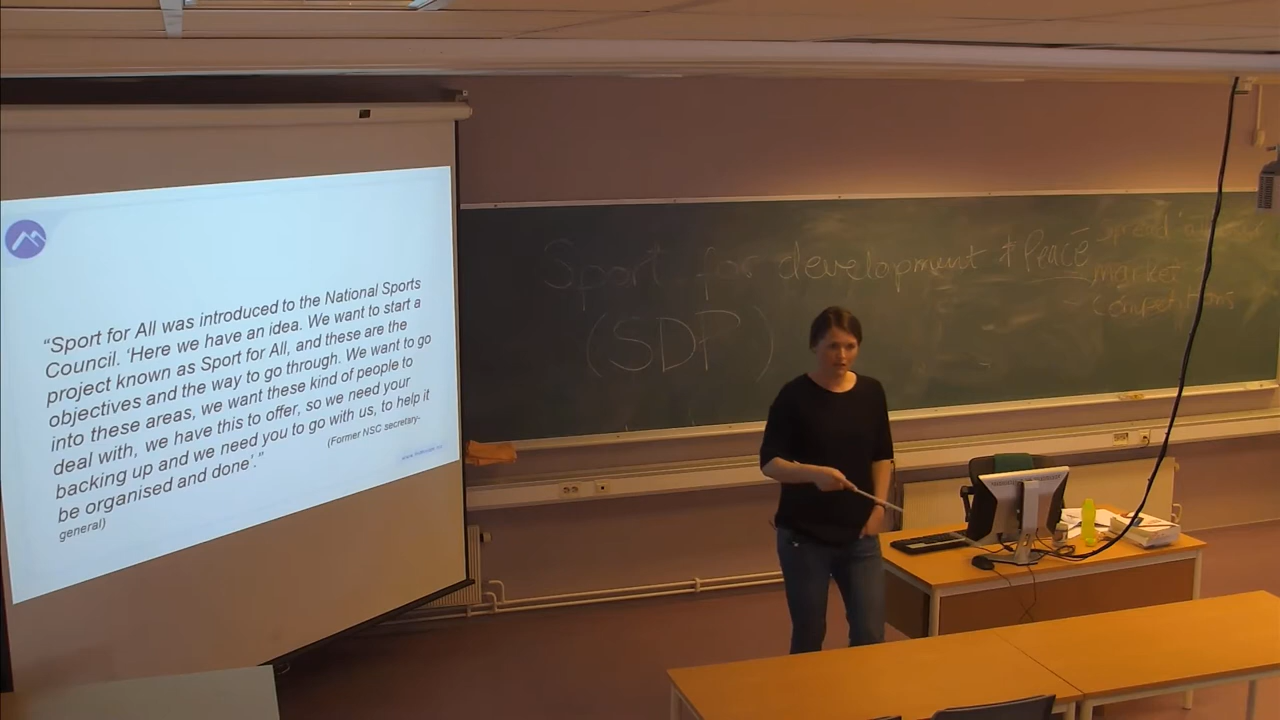 “Sport for All was introduced to the National Sports
Council. ‘Here we have an idea. We want to start a
project known as Sport for All, and these are the
objectives and the way to go through. We want to go
into these areas, we want these kind of people to
deal with, we have this to offer, so we need your
backing up and we need you to go with us, to help it
be organised and done’.” (Former NSC secretary-
general)
Sport for development & Peace
(SDP)
spread
market
- competitions